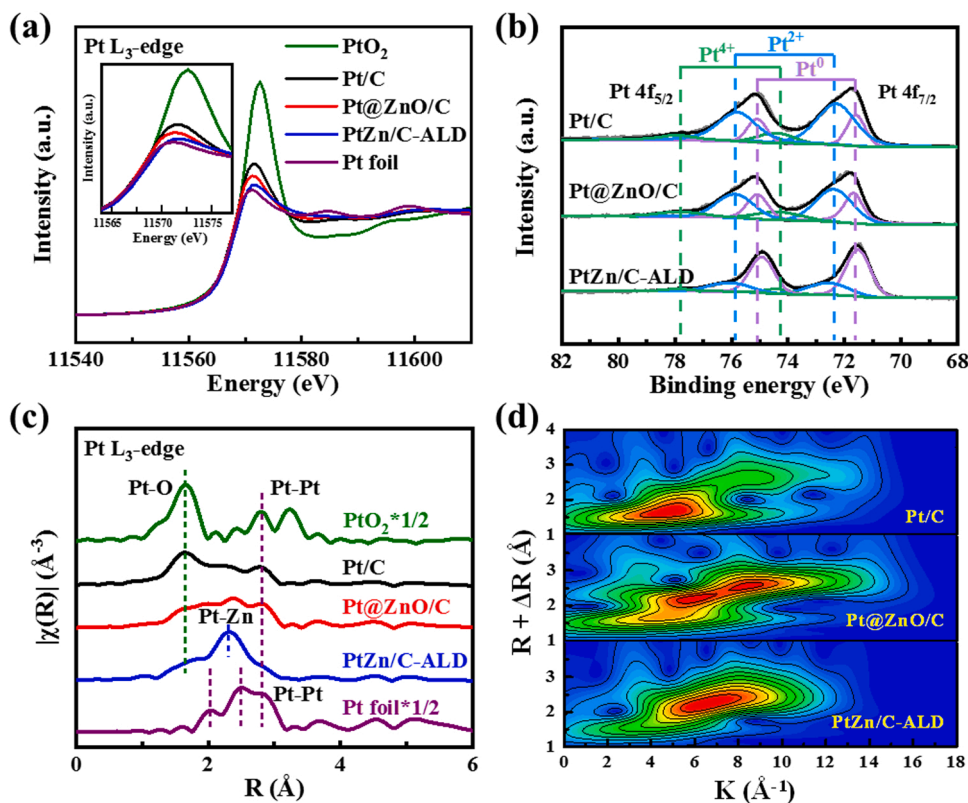 (a)
Pt L₃-edge
PtO₂
Pt/C
Pt@ZnO/C
PtZn/C-ALD
Pt foil
Intensity (a.u.)
11565 11570 11575
Energy (eV)
Intensity (a.u.)
11540 11560 11580 11600
Energy (eV)
(b)
Pt⁴⁺
Pt²⁺
Pt⁰
Pt 4f₅/₂
Pt 4f₇/₂
Pt/C
Pt@ZnO/C
PtZn/C-ALD
Intensity (a.u.)
82 80 78 76 74 72 70 68
Binding energy (eV)
(c)
Pt L₃-edge
Pt-O
Pt-Pt
PtO₂*1/2
Pt/C
Pt@ZnO/C
Pt-Zn
PtZn/C-ALD
Pt-Pt
Pt foil*1/2
|χ(R)| (Å⁻³)
0 2 4 6
R (Å)
(d)
4
3
2
1
Pt/C
3
2
1
Pt@ZnO/C
3
2
1
PtZn/C-ALD
R + ΔR (Å)
0 2 4 6 8 10 12 14 16 18
K (Å⁻¹)